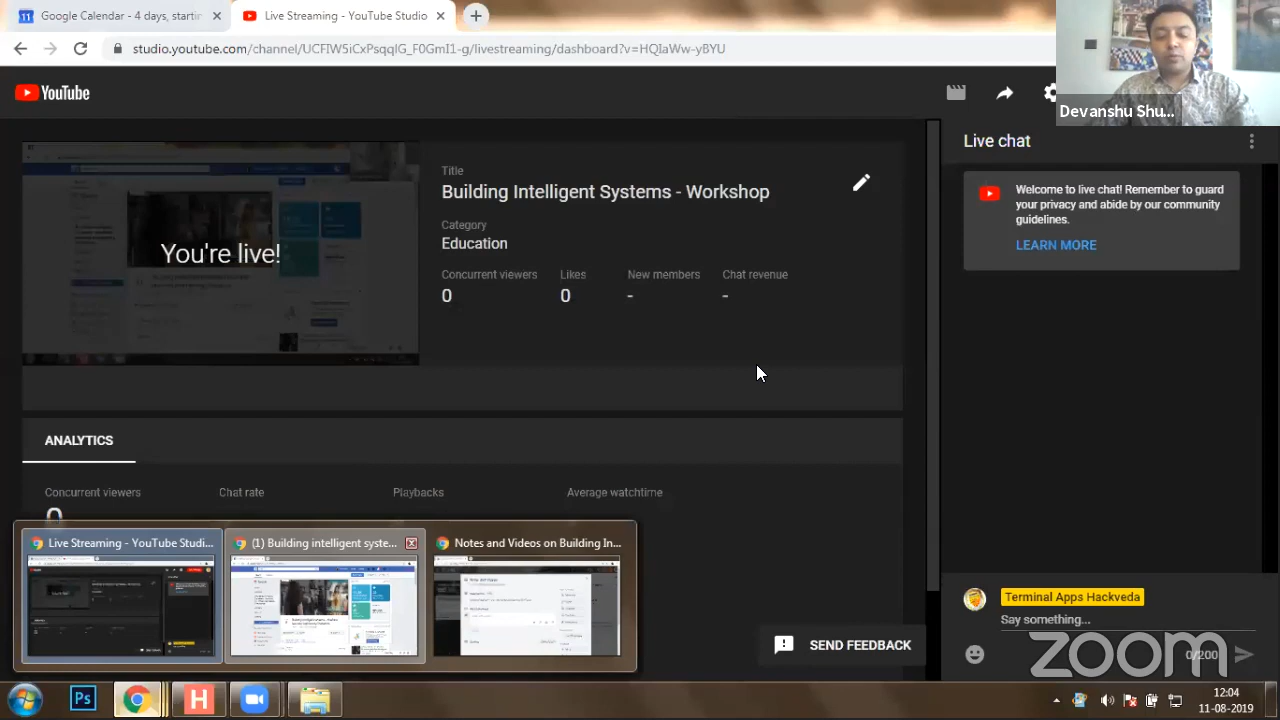 Google Calendar - 4 days, startin
Live Streaming - YouTube Studio
studio.youtube.com/channel/UCFIW5iCxPsqqIG_F0GmI1-g/livestreaming/dashboard?v=HQIaWw-yBYU
YouTube
Devanshu Shu...
You're live!
Title
Building Intelligent Systems - Workshop
Category
Education
Concurrent viewers Likes New members Chat revenue
0 0 - -
Live chat
Welcome to live chat! Remember to guard
your privacy and abide by our community
guidelines.
LEARN MORE
ANALYTICS
Concurrent viewers Chat rate Playbacks Average watchtime
0
Live Streaming - YouTube Studi...
(1) Building intelligent syste...
Notes and Videos on Building In...
SEND FEEDBACK
Terminal Apps Hackveda
Say something...
0/200
zoom
Ps
H
12:04
11-08-2019